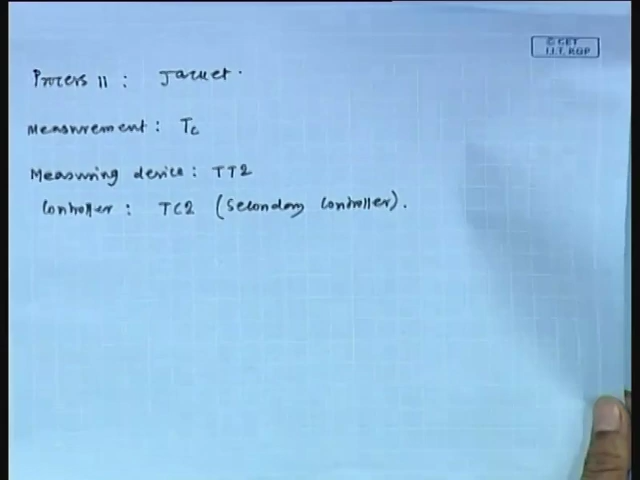 © CET
I.I.T. KGP
Process II : Jacket.
Measurement : Tc
Measuring device : TT2
Controller : TC2 (Secondary Controller).